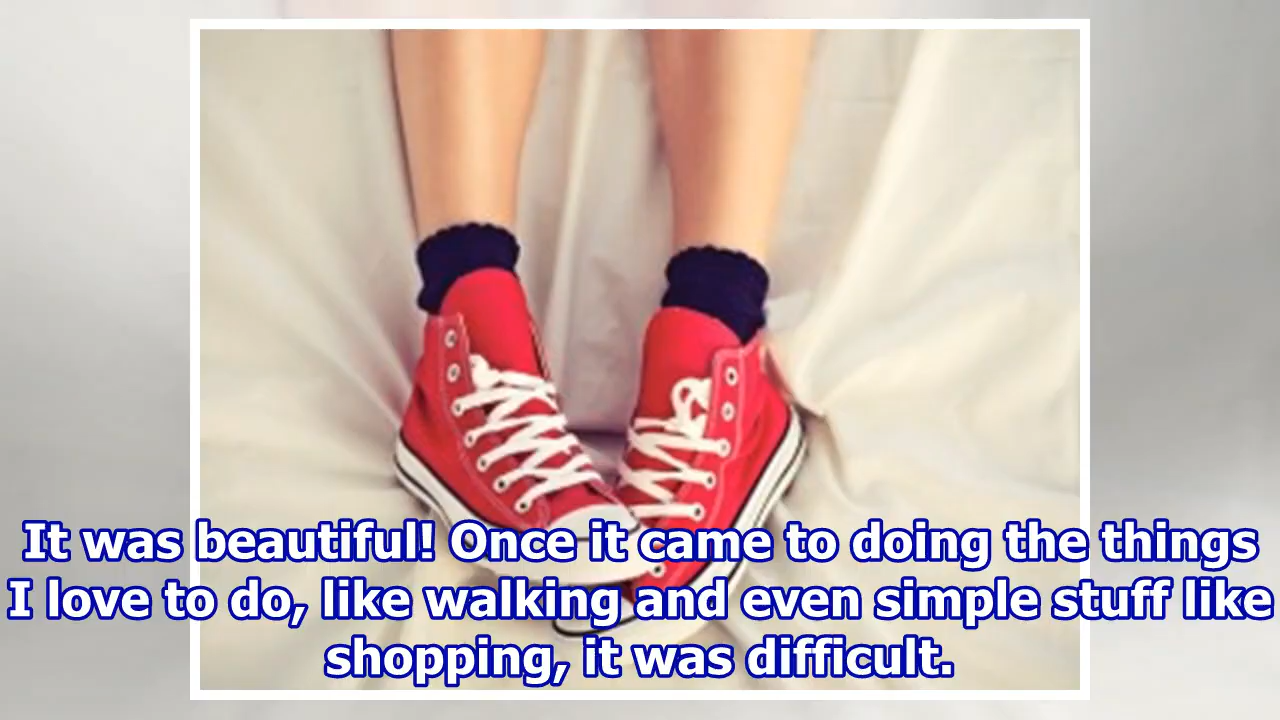 It was beautiful! Once it came to doing the things
I love to do, like walking and even simple stuff like
shopping, it was difficult.